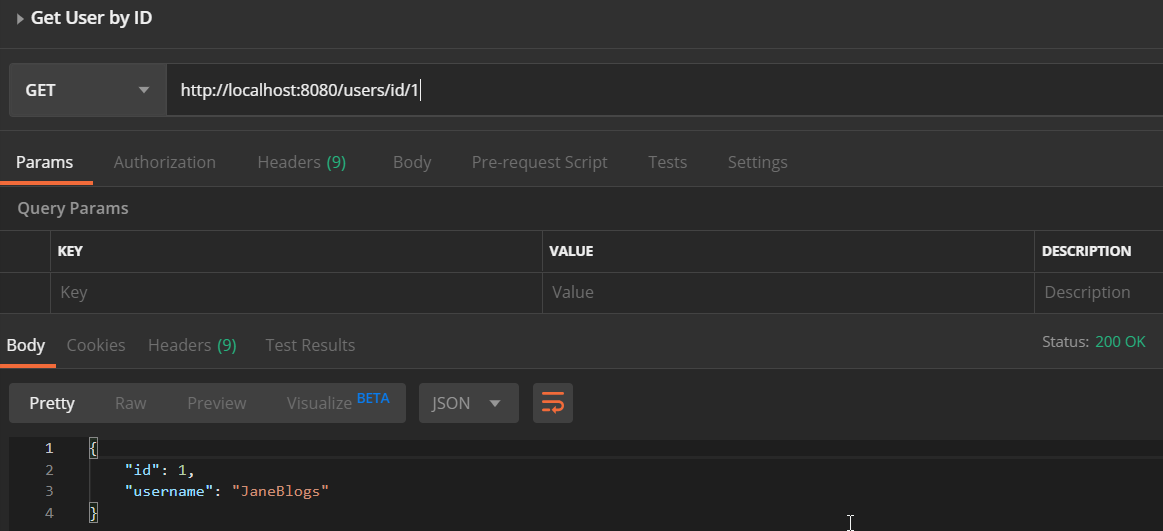 Get User by ID
GET http://localhost:8080/users/id/1
Params Authorization Headers (9) Body Pre-request Script Tests Settings
Query Params
KEY VALUE DESCRIPTION
Key Value Description
Body Cookies Headers (9) Test Results Status: 200 OK
Pretty Raw Preview Visualize BETA JSON
1 {
2 "id": 1,
3 "username": "JaneBlogs"
4 }